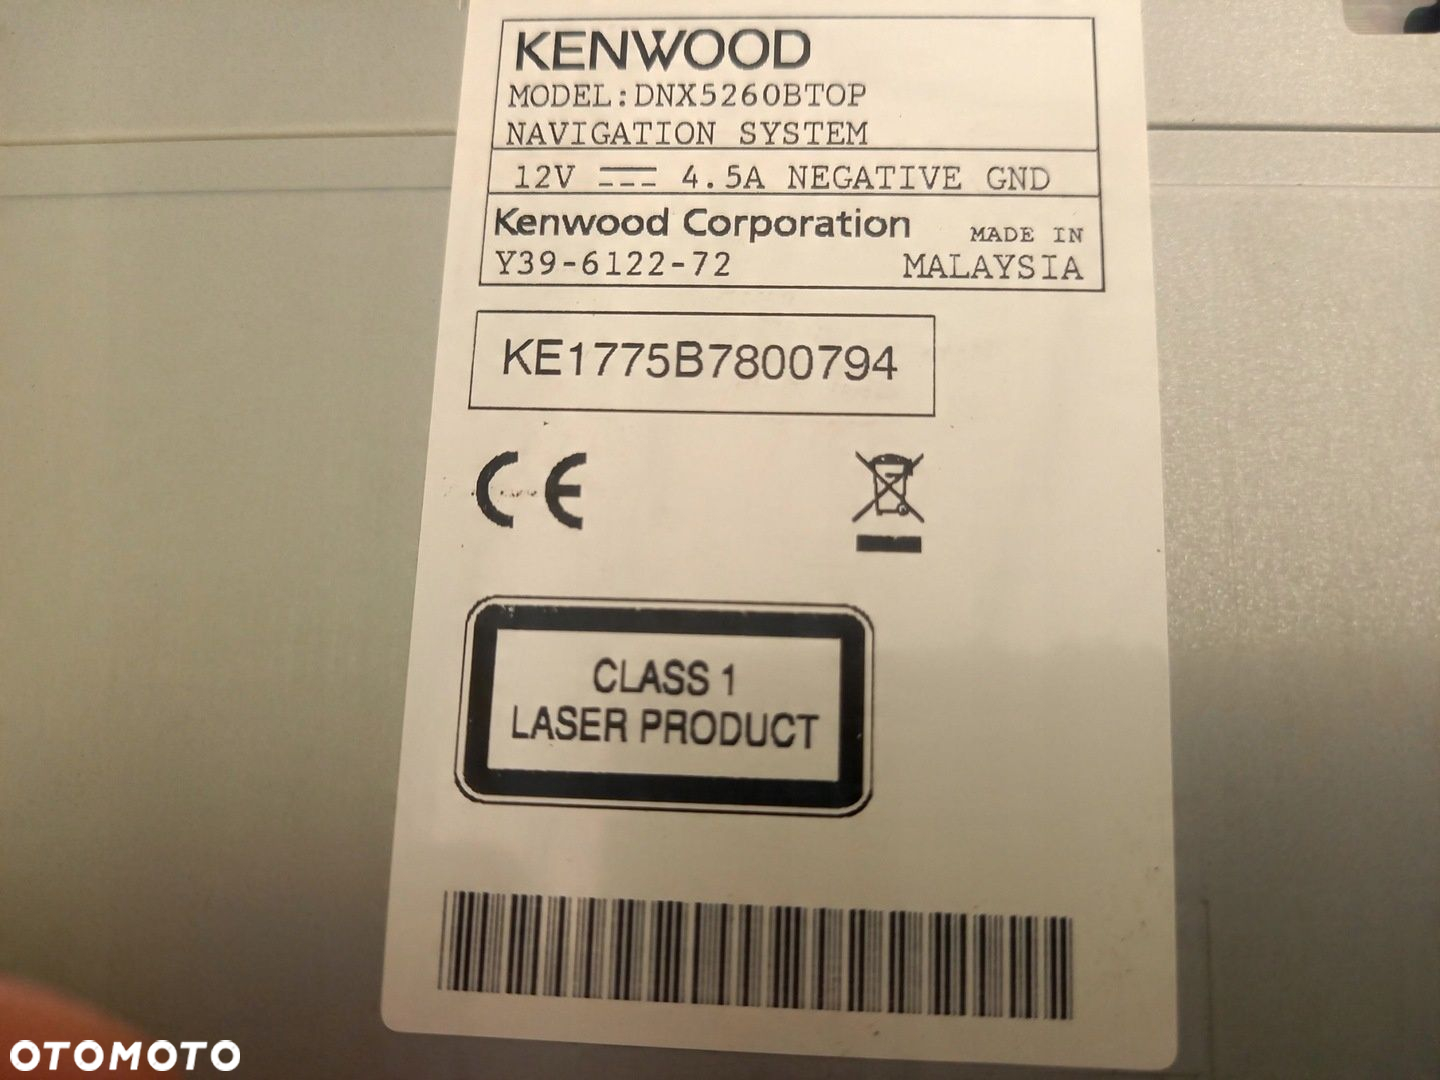 KENWOOD
MODEL:DNX5260BTOP
NAVIGATION SYSTEM
12V 4.5A NEGATIVE GND
Kenwood Corporation MADE IN
Y39-6122-72 MALAYSIA
KE1775B7800794
CE
CLASS 1
LASER PRODUCT
OTOMOTO